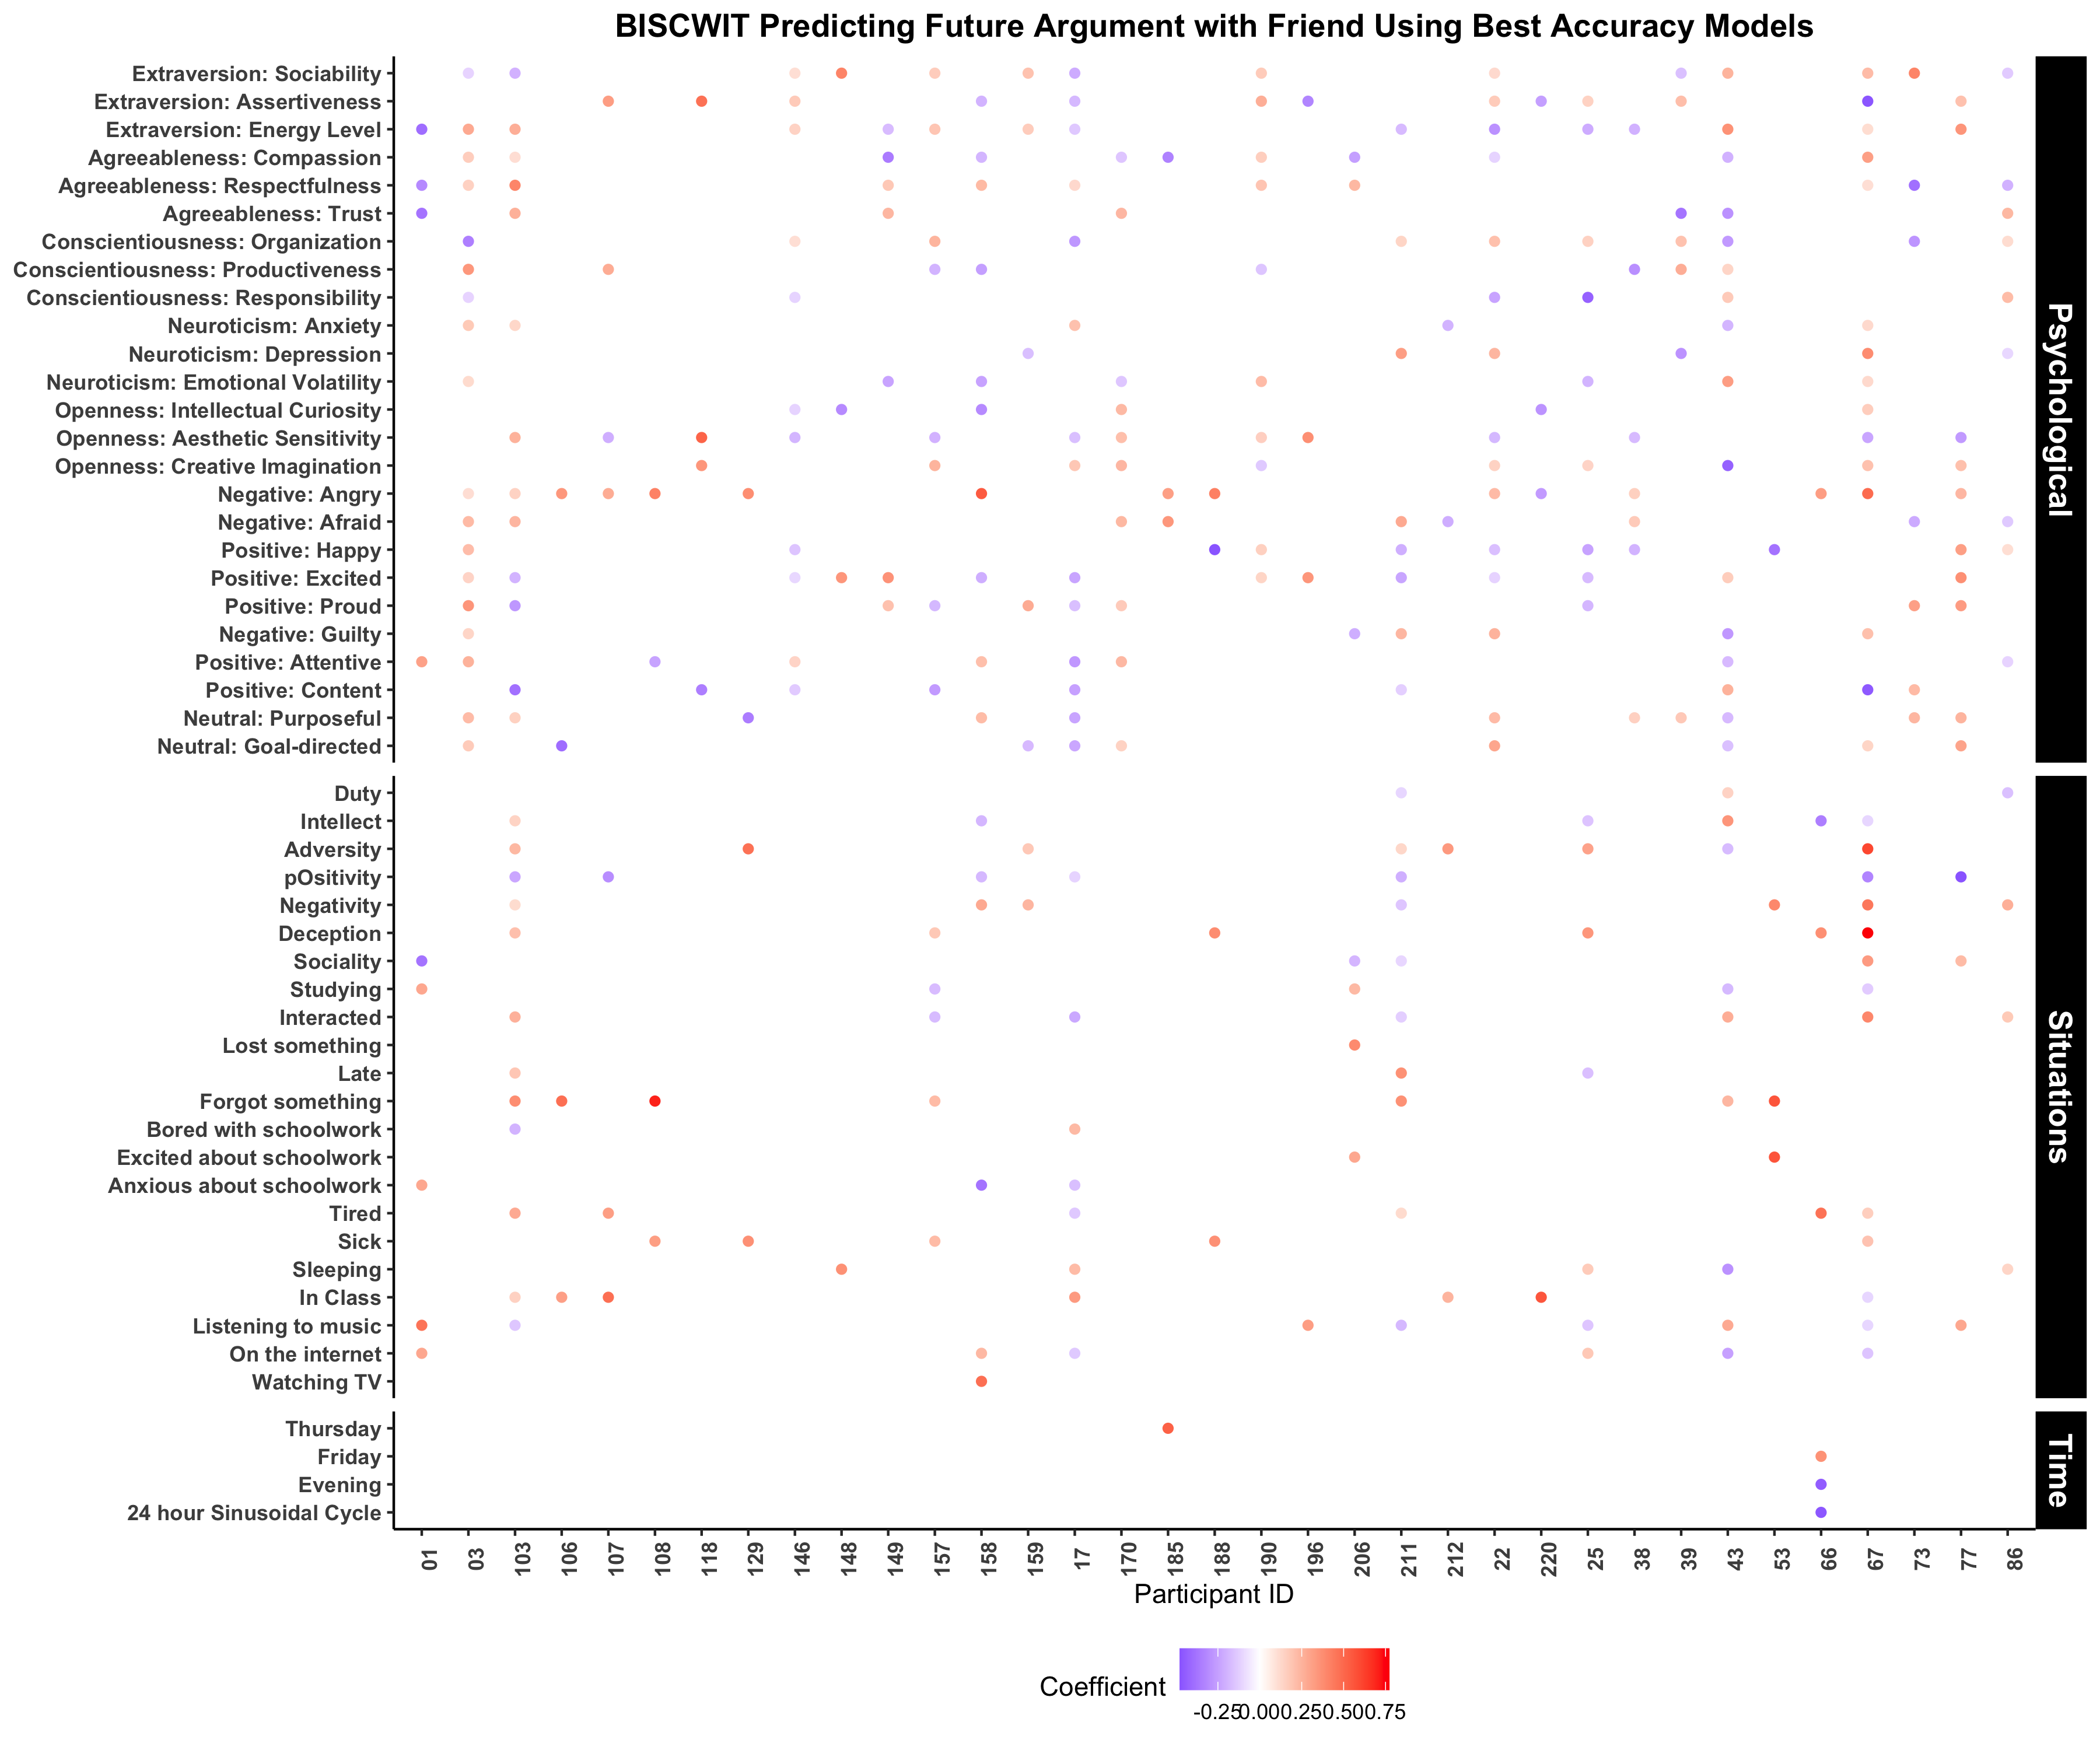 BISCWIT Predicting Future Argument with Friend Using Best Accuracy Models
Extraversion: Sociability
Extraversion: Assertiveness
Extraversion: Energy Level
Agreeableness: Compassion
Agreeableness: Respectfulness
Agreeableness: Trust
Conscientiousness: Organization
Conscientiousness: Productiveness
Conscientiousness: Responsibility
Neuroticism: Anxiety
Neuroticism: Depression
Neuroticism: Emotional Volatility
Openness: Intellectual Curiosity
Openness: Aesthetic Sensitivity
Openness: Creative Imagination
Negative: Angry
Negative: Afraid
Positive: Happy
Positive: Excited
Positive: Proud
Negative: Guilty
Positive: Attentive
Positive: Content
Neutral: Purposeful
Neutral: Goal-directed
Psychological
Duty
Intellect
Adversity
pOsitivity
Negativity
Deception
Sociality
Studying
Interacted
Lost something
Late
Forgot something
Bored with schoolwork
Excited about schoolwork
Anxious about schoolwork
Tired
Sick
Sleeping
In Class
Listening to music
On the internet
Watching TV
Situations
Thursday
Friday
Evening
24 hour Sinusoidal Cycle
Time
01 03 103 106 107 108 118 129 146 148 149 157 158 159 17 170 185 188 190 196 206 211 212 22 220 25 38 39 43 53 66 67 73 77 86
Participant ID
Coefficient
-0.25 0.00 0.25 0.50 0.75